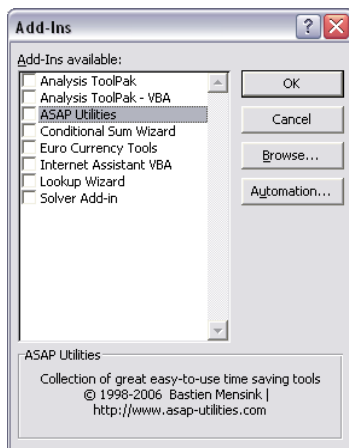 Add-Ins
Add-Ins available:
Analysis ToolPak
Analysis ToolPak - VBA
ASAP Utilities
Conditional Sum Wizard
Euro Currency Tools
Internet Assistant VBA
Lookup Wizard
Solver Add-in
OK
Cancel
Browse...
Automation...
ASAP Utilities
Collection of great easy-to-use time saving tools
© 1998-2006 Bastien Mensink |
http://www.asap-utilities.com